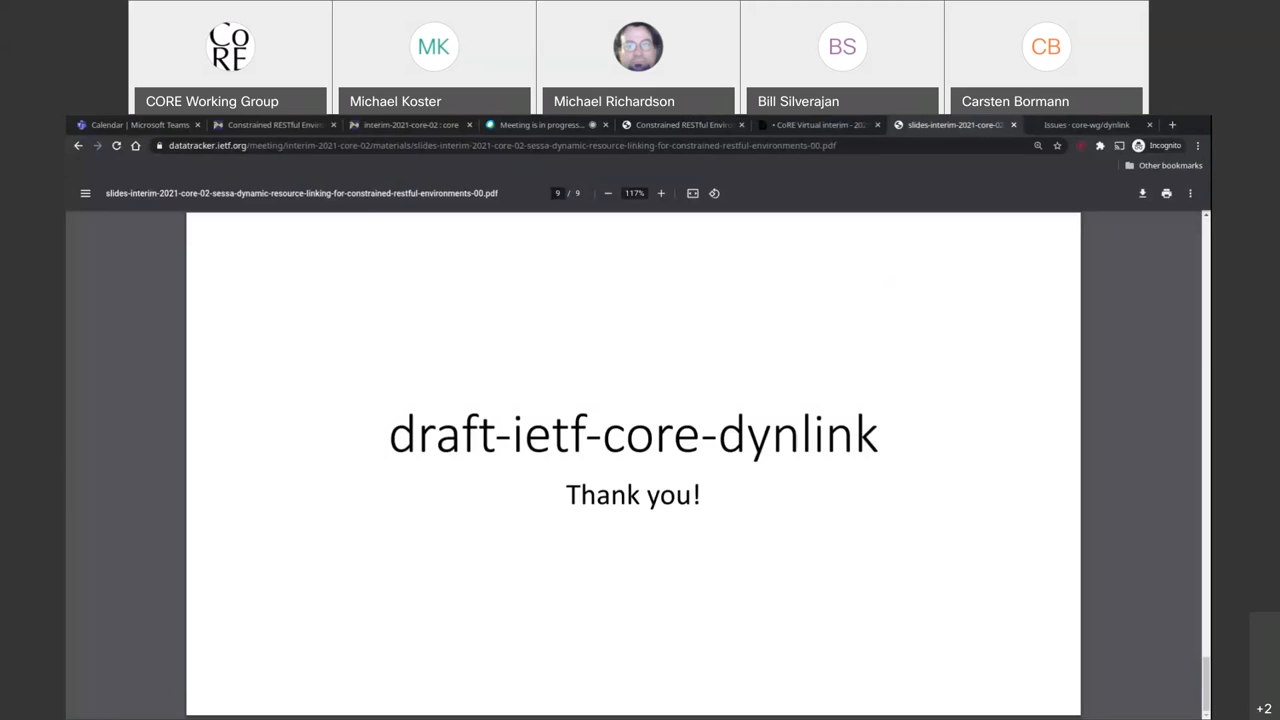 CO
RE
MK
BS
CB
CORE Working Group
Michael Koster
Michael Richardson
Bill Silverajan
Carsten Bormann
Calendar | Microsoft Teams
Constrained RESTful Envir
interim-2021-core-02 : core
Meeting is in progress...
Constrained RESTful Enviro
• CoRE Virtual interim - 202
slides-interim-2021-core-02
Issues · core-wg/dynlink
datatracker.ietf.org/meeting/interim-2021-core-02/materials/slides-interim-2021-core-02-sessa-dynamic-resource-linking-for-constrained-restful-environments-00.pdf
Incognito
Other bookmarks
slides-interim-2021-core-02-sessa-dynamic-resource-linking-for-constrained-restful-environments-00.pdf
9 / 9
117%
draft-ietf-core-dynlink
Thank you!
+2